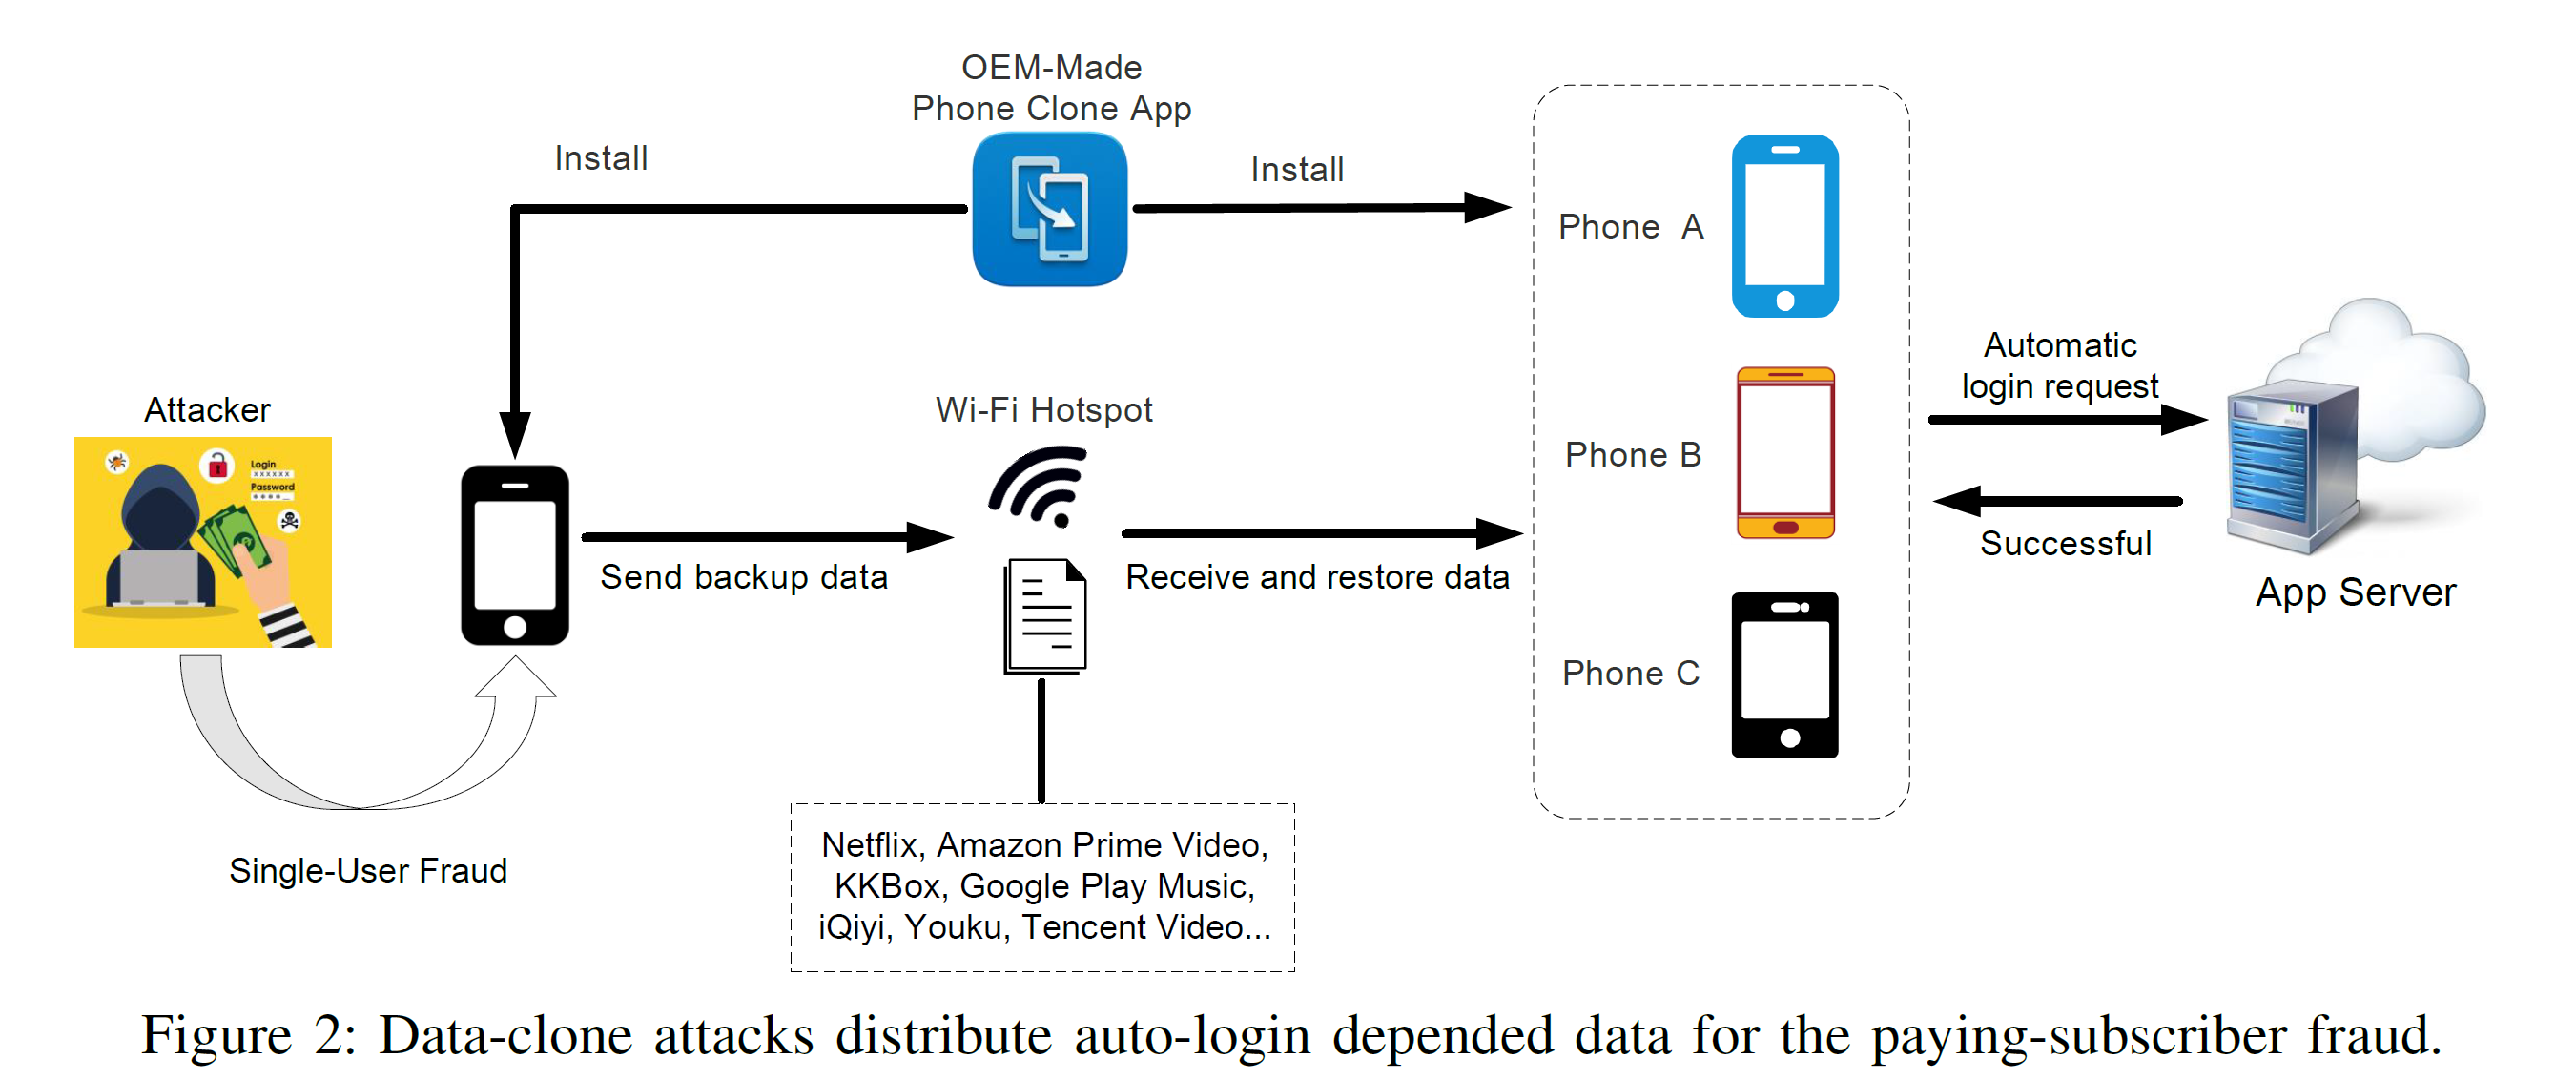 OEM-Made
Phone Clone App
Install
Install
Phone A
Automatic
login request
Attacker
Wi-Fi Hotspot
Login
XXXXXX
Password
Phone B
Successful
Send backup data
Receive and restore data
App Server
Phone C
Single-User Fraud
Netflix, Amazon Prime Video,
KKBox, Google Play Music,
iQiyi, Youku, Tencent Video...
Figure 2: Data-clone attacks distribute auto-login depended data for the paying-subscriber fraud.